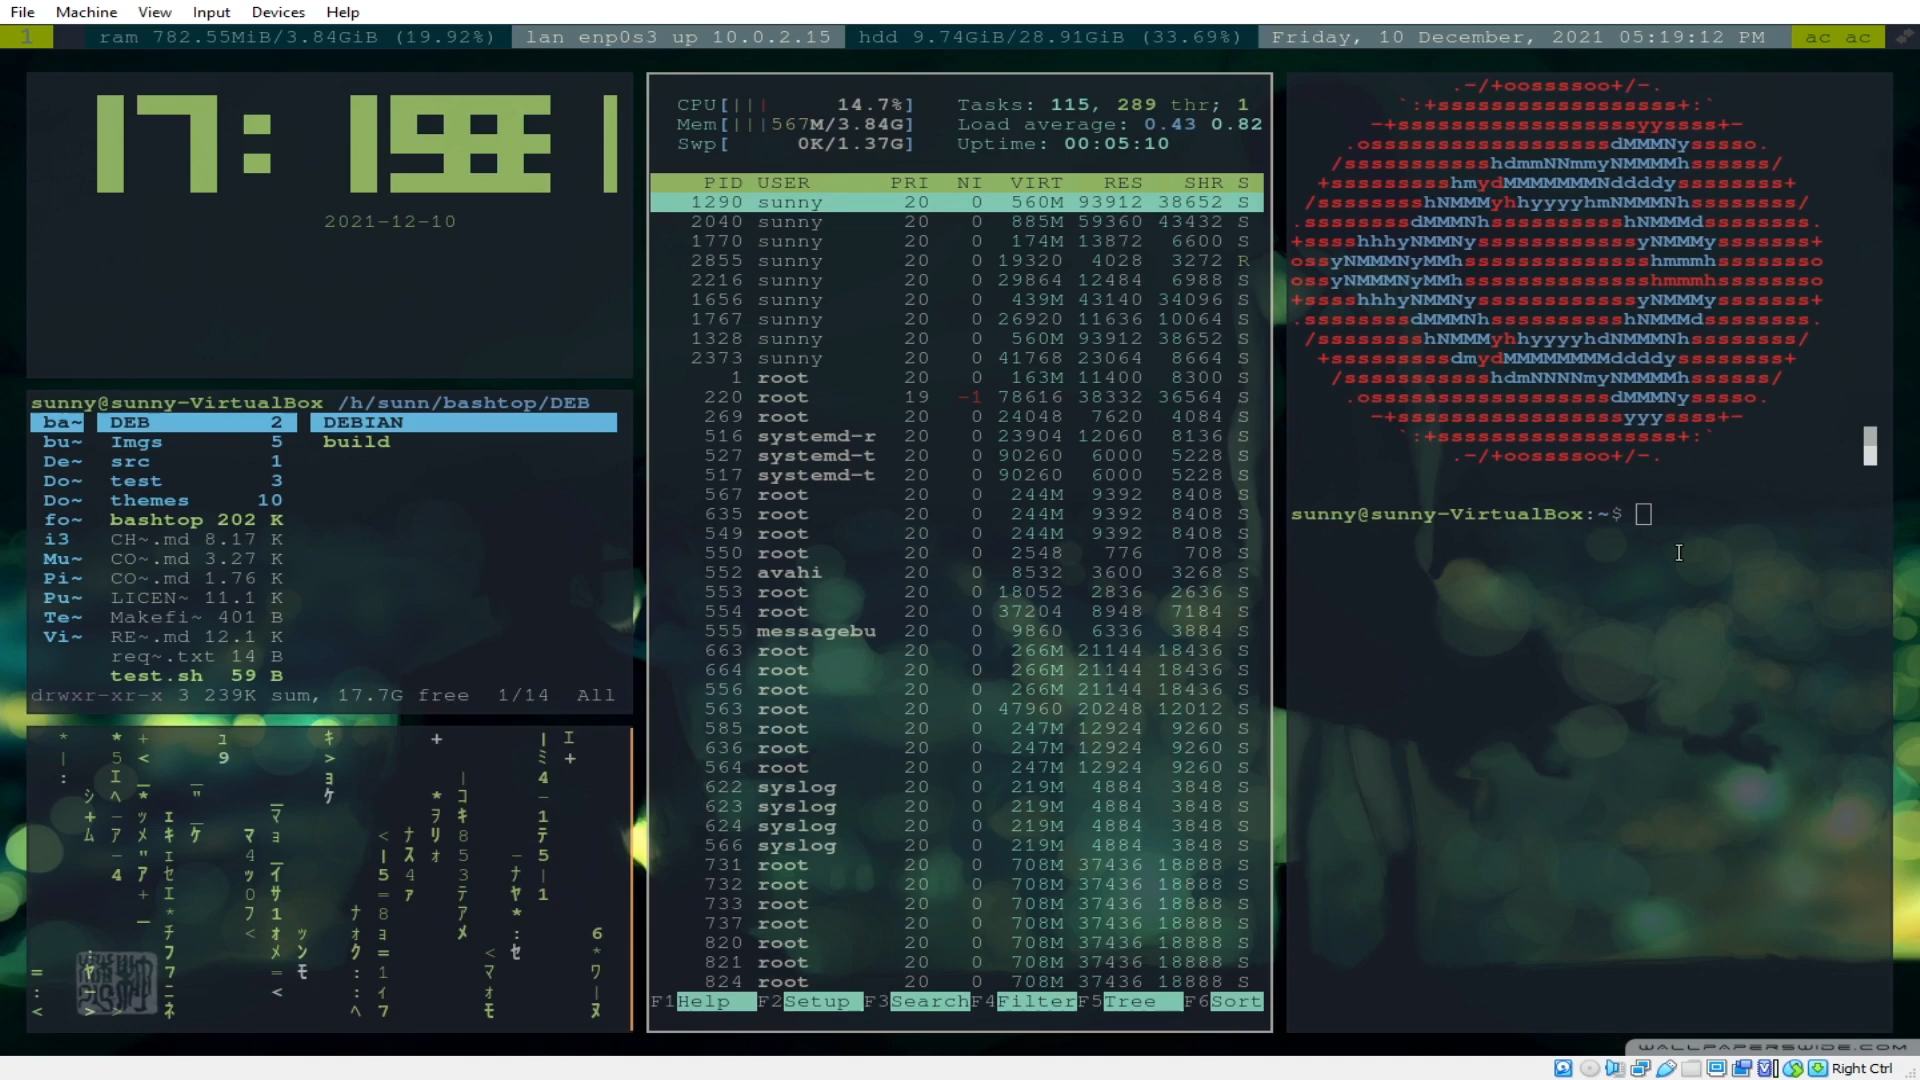 File Machine View Input Devices Help
1 ram 782.55MiB/3.84GiB (19.92%) lan enp0s3 up 10.0.2.15 hdd 9.74GiB/28.91GiB (33.69%) Friday, 10 December, 2021 05:19:12 PM ac ac
17:
2021-12-10
sunny@sunny-VirtualBox /h/sunn/bashtop/DEB
ba~ DEB 2 DEBIAN
bu~ Imgs 5 build
De~ src 1
Do~ test 3
Do~ themes 10
fo~ bashtop 202 K
i3 CH~.md 8.17 K
Mu~ CO~.md 3.27 K
Pi~ CO~.md 1.76 K
Pu~ LICEN~ 11.1 K
Te~ Makefi~ 401 B
Vi~ RE~.md 12.1 K
req~.txt 14 B
test.sh 59 B
drwxr-xr-x 3 239K sum, 17.7G free 1/14 All
CPU[||| 14.7%] Tasks: 115, 289 thr; 1
Mem[|||567M/3.84G] Load average: 0.43 0.82
Swp[ 0K/1.37G] Uptime: 00:05:10
PID USER PRI NI VIRT RES SHR S
1290 sunny 20 0 560M 93912 38652 S
2040 sunny 20 0 885M 59360 43432 S
1770 sunny 20 0 174M 13872 6600 S
2855 sunny 20 0 19320 4028 3272 R
2216 sunny 20 0 29864 12484 6988 S
1656 sunny 20 0 439M 43140 34096 S
1767 sunny 20 0 26920 11636 10064 S
1328 sunny 20 0 560M 93912 38652 S
2373 sunny 20 0 41768 23064 8664 S
1 root 20 0 163M 11400 8300 S
220 root 19 -1 78616 38332 36564 S
269 root 20 0 24048 7620 4084 S
516 systemd-r 20 0 23904 12060 8136 S
527 systemd-t 20 0 90260 6000 5228 S
517 systemd-t 20 0 90260 6000 5228 S
567 root 20 0 244M 9392 8408 S
635 root 20 0 244M 9392 8408 S
549 root 20 0 244M 9392 8408 S
550 root 20 0 2548 776 708 S
552 avahi 20 0 8532 3600 3268 S
553 root 20 0 18052 2836 2636 S
554 root 20 0 37204 8948 7184 S
555 messagebu 20 0 9860 6336 3884 S
663 root 20 0 266M 21144 18436 S
664 root 20 0 266M 21144 18436 S
556 root 20 0 266M 21144 18436 S
563 root 20 0 47960 20248 12012 S
585 root 20 0 247M 12924 9260 S
636 root 20 0 247M 12924 9260 S
564 root 20 0 247M 12924 9260 S
622 syslog 20 0 219M 4884 3848 S
623 syslog 20 0 219M 4884 3848 S
624 syslog 20 0 219M 4884 3848 S
566 syslog 20 0 219M 4884 3848 S
731 root 20 0 708M 37436 18888 S
732 root 20 0 708M 37436 18888 S
733 root 20 0 708M 37436 18888 S
737 root 20 0 708M 37436 18888 S
820 root 20 0 708M 37436 18888 S
821 root 20 0 708M 37436 18888 S
824 root 20 0 708M 37436 18888 S
F1Help F2Setup F3SearchF4FilterF5Tree F6Sort
sunny@sunny-VirtualBox:~$
WALLPAPERSWIDE.COM
Right Ctrl